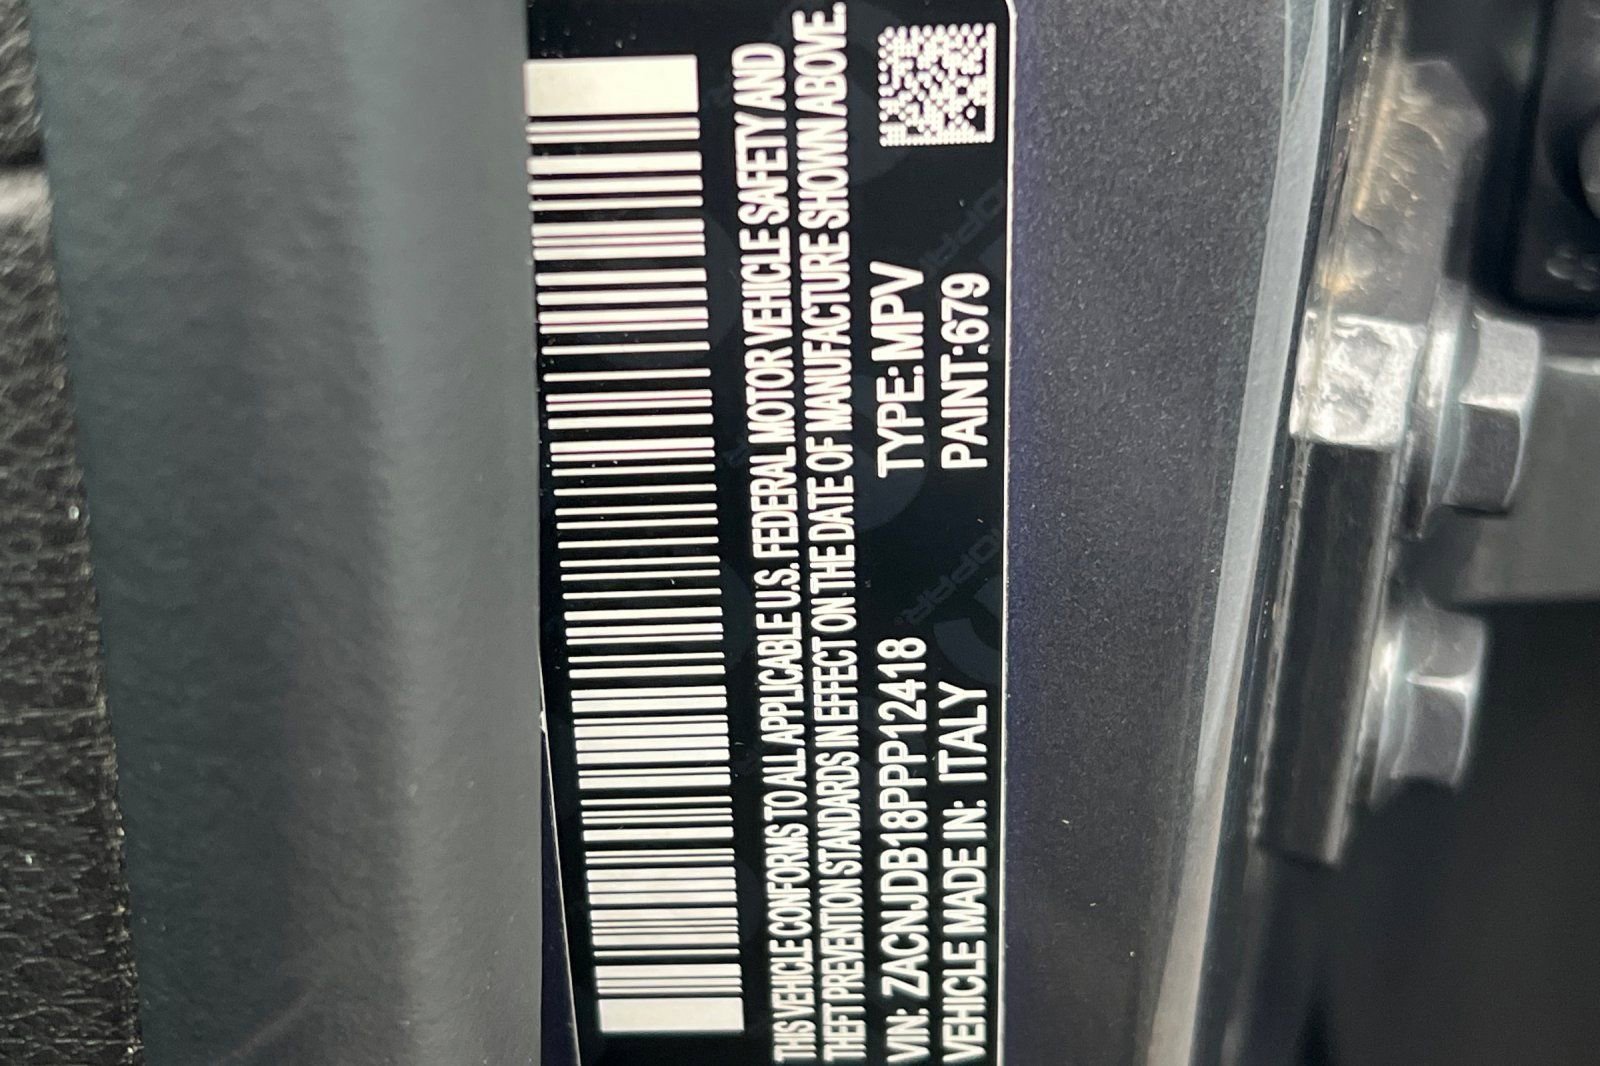 THIS VEHICLE CONFORMS TO ALL APPLICABLE U.S. FEDERAL MOTOR VEHICLE SAFETY AND
THEFT PREVENTION STANDARDS IN EFFECT ON THE DATE OF MANUFACTURE SHOWN ABOVE.
VIN: ZACNJDB18PPP12418 TYPE: MPV
VEHICLE MADE IN: ITALY PAINT:679